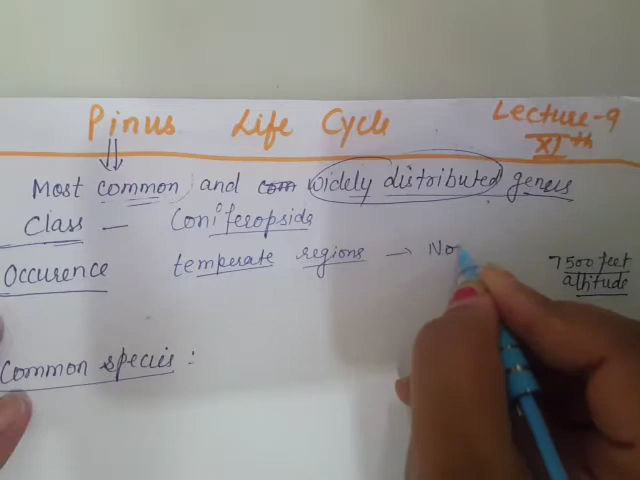 Pinus Life Cycle Lecture-9
XIth
Most common and com widely distributed genus
Class — Coniferopsida
Occurence temperate regions → No
7500 feet
altitude
Common species :